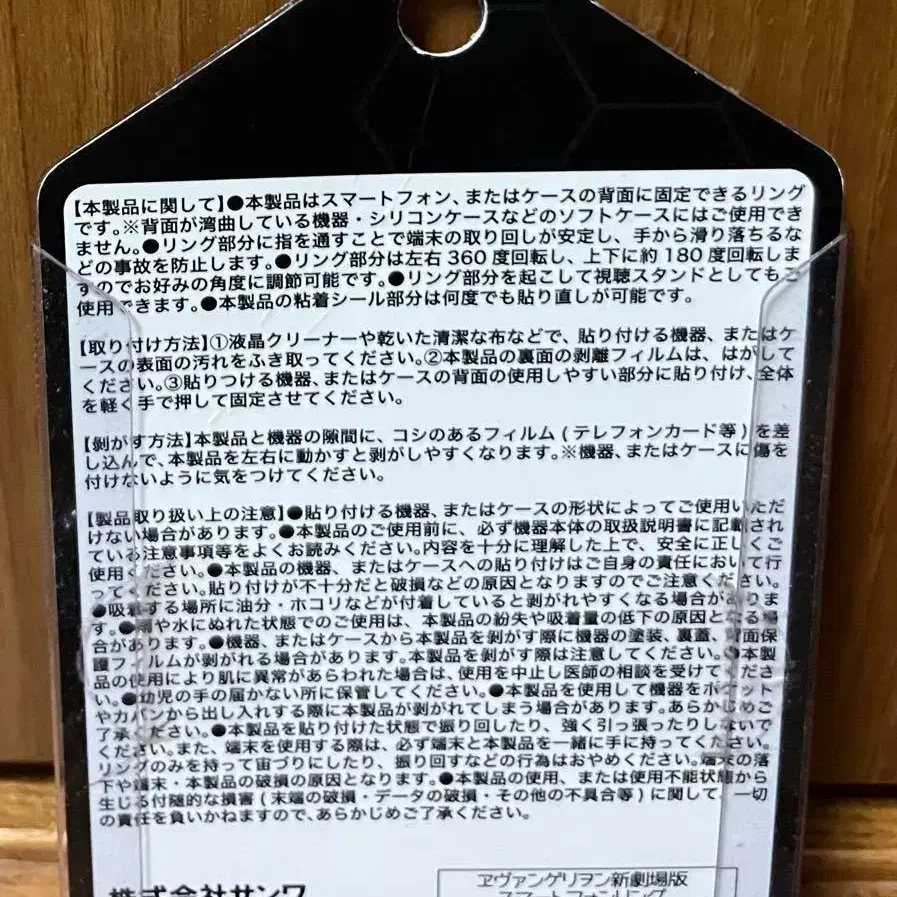 【本製品に関して】●本製品はスマートフォン、またはケースの背面に固定できるリング
です。※背面が湾曲している機器・シリコンケースなどのソフトケースにはご使用でき
ません。●リング部分に指を通すことで端末の取り回しが安定し、手から滑り落ちるな
どの事故を防止します。●リング部分は左右360度回転し、上下に約180度回転しま
すのでお好みの角度に調節可能です。●リング部分を起こして視聴スタンドとしてもご
使用できます。●本製品の粘着シール部分は何度でも貼り直しが可能です。
【取り付け方法】①液晶クリーナーや乾いた清潔な布などで、貼り付ける機器、またはケ
ースの表面の汚れをふき取ってください。②本製品の裏面の剥離フィルムは、はがして
ください。③貼りつける機器、またはケースの背面の使用しやすい部分に貼り付け、全体
を軽く手で押して固定させてください。
【剝がす方法】本製品と機器の隙間に、コシのあるフィルム(テレフォンカード等)を差
し込んで、本製品を左右に動かすと剥がしやすくなります。※機器、またはケースに傷を
付けないように気をつけてください。
【製品取り扱い上の注意】●貼り付ける機器、またはケースの形状によってご使用いただ
けない場合があります。●本製品のご使用前に、必ず機器本体の取扱説明書に記載され
ている注意事項等をよくお読みください。内容を十分に理解した上で、安全に正しくご
使用ください。●本製品の機器、またはケースへの貼り付けはご自身の責任において行
ってください。貼り付けが不十分だと破損などの原因となりますのでご注意ください。
●吸着する場所に油分・ホコリなどが付着していると剥がれやすくなる場合がありま
す。●雨や水にぬれた状態でのご使用は、本製品の紛失や吸着量の低下の原因となる場
合があります。●機器、またはケースから本製品を剥がす際に機器の塗装、裏蓋、背面保
護フィルムが剥がれる場合があります。本製品を剥がす際は注意してください。●本製
品の使用により肌に異常があらわれた場合は、使用を中止し医師の相談を受けてくださ
い。●幼児の手の届かない所に保管してください。●本製品を使用して機器をポケット
やカバンから出し入れする際に本製品が剥がれてしまう場合があります。あらかじめご
了承ください。●本製品を貼り付けた状態で振り回したり、強く引っ張ったりしないで
ください。また、端末を使用する際は、必ず端末と本製品を一緒に手に持ってください。
リングのみを持って宙づりにしたり、振り回すなどの行為はおやめください。端末の落
下や端末・本製品の破損の原因となります。●本製品の使用、または使用不能状態から
生じる付随的な損害(末端の破損・データの破損・その他の不具合等)に関して、一切
の責任を負いかねますので、あらかじめご了承ください。
株式会社サンワ
ヱヴァンゲリヲン新劇場版
スマートフォンリング